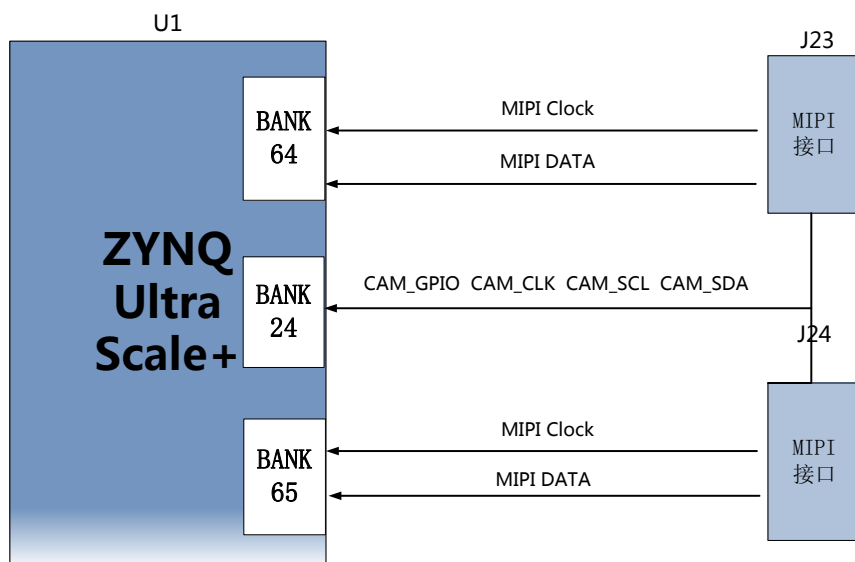 U1
J23
BANK
64
MIPI Clock
MIPI DATA
MIPI
接口
ZYNQ
Ultra
Scale+
BANK
24
CAM_GPIO CAM_CLK CAM_SCL CAM_SDA
J24
BANK
65
MIPI Clock
MIPI DATA
MIPI
接口